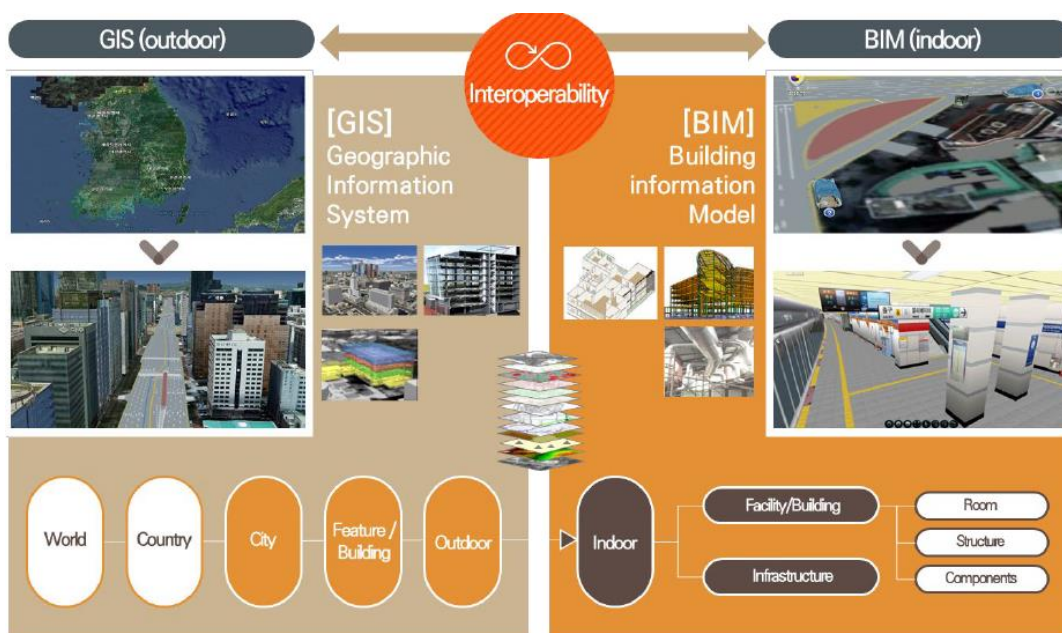 GIS (outdoor)
Interoperability
BIM (indoor)
[GIS]
Geographic
Information
System
[BIM]
Building
information
Model
World
Country
City
Feature /
Building
Outdoor
Indoor
Facility/Building
Infrastructure
Room
Structure
Components